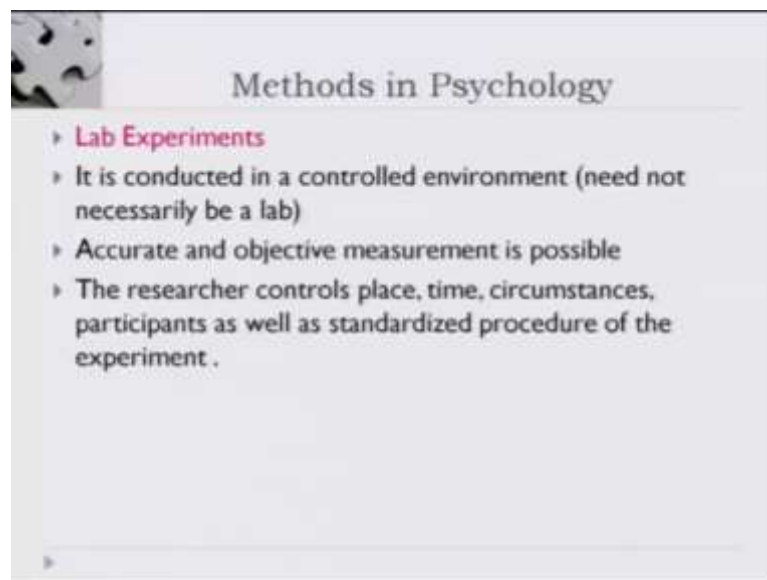 Methods in Psychology
Lab Experiments
It is conducted in a controlled environment (need not
necessarily be a lab)
Accurate and objective measurement is possible
The researcher controls place, time, circumstances,
participants as well as standardized procedure of the
experiment .